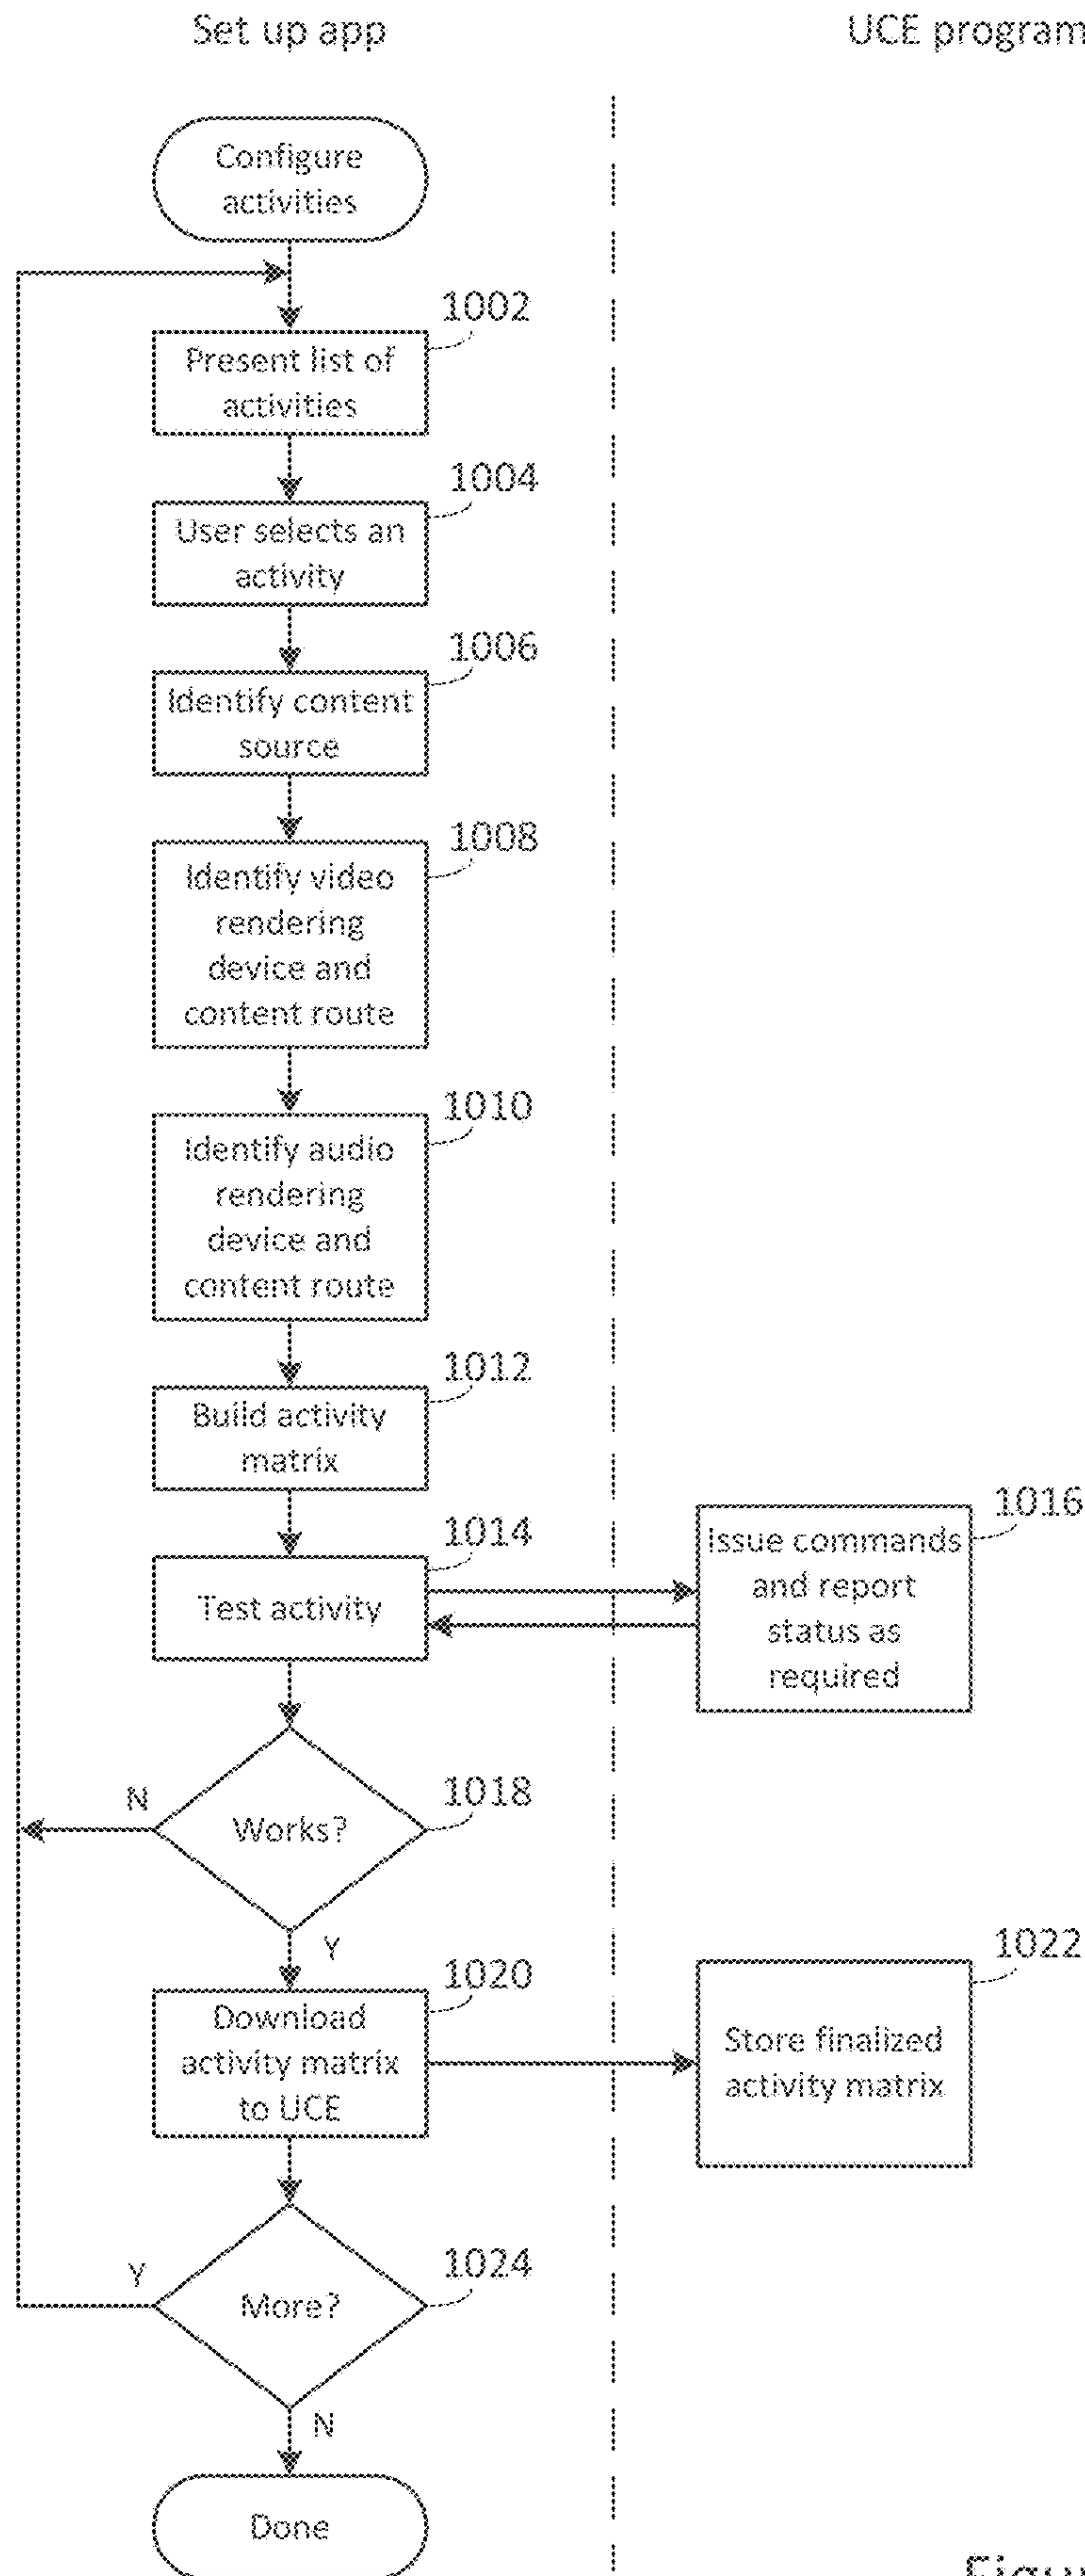 Set up app
UCE program
Configure
activities
1002
Present list of
activities
1004
User selects an
activity
1006
Identify content
source
1008
Identify video
rendering
device and
content route
1010
Identify audio
rendering
device and
content route
1012
Build activity
matrix
1014
Test activity
1016
Issue commands
and report
status as
required
N
1018
Works?
Y
1020
Download
activity matrix
to UCE
1022
Store finalized
activity matrix
Y
1024
More?
N
Done